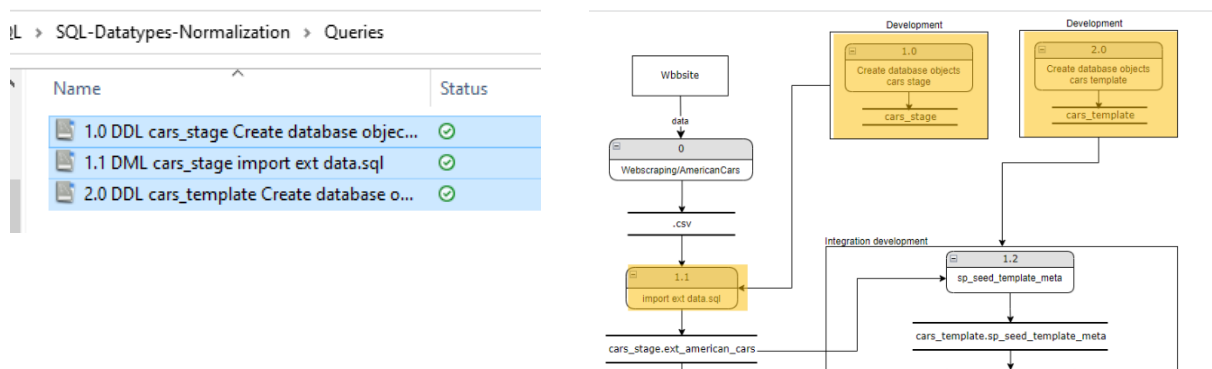 QL > SQL-Datatypes-Normalization > Queries
Name Status
1.0 DDL cars_stage Create database objec...
1.1 DML cars_stage import ext data.sql
2.0 DDL cars_template Create database o...
Wbbsite
data
0
Webscraping/AmericanCars
.csv
1.1
import ext data.sql
cars_stage.ext_american_cars
Development
1.0
Create database objects
cars stage
cars_stage
Development
2.0
Create database objects
cars template
cars_template
Integration development
1.2
sp_seed_template_meta
cars_template.sp_seed_template_meta